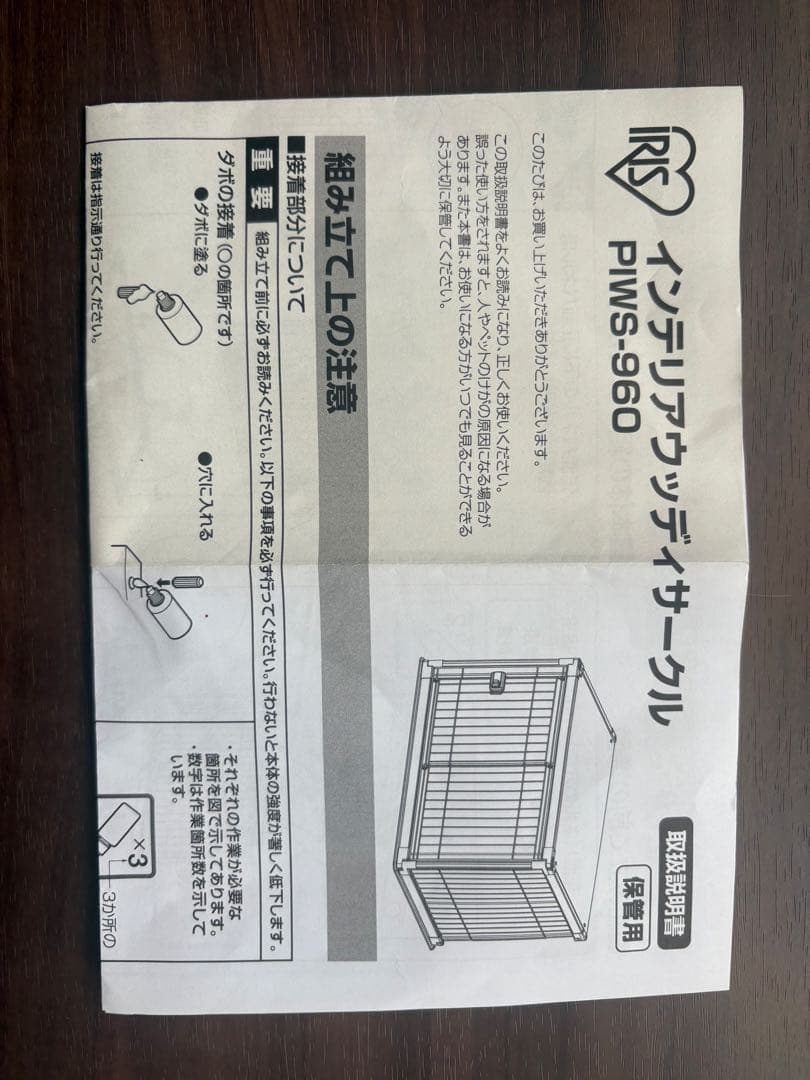 IRIS
インテリアウッディサークル
PIWS-960
取扱説明書
保管用
このたびは、お買い上げいただきありがとうございます。
この取扱説明書をよくお読みになり、正しくお使いください。
誤った使い方をされますと、人やペットのけがの原因になる場合が
あります。また本書は、お使いになる方がいつでも見ることができる
よう大切に保管してください。
組み立て上の注意
■接着部分について
重要 組み立て前に必ずお読みください。以下の事項を必ず行ってください。行わないと本体の強度が著しく低下します。
ダボの接着(○の箇所です)
●ダボに塗る
●穴に入れる
接着は指示通り行ってください。
・それぞれの作業が必要な
箇所を図で示してあります。
・数字は作業箇所数を示して
います。
×3
3か所の